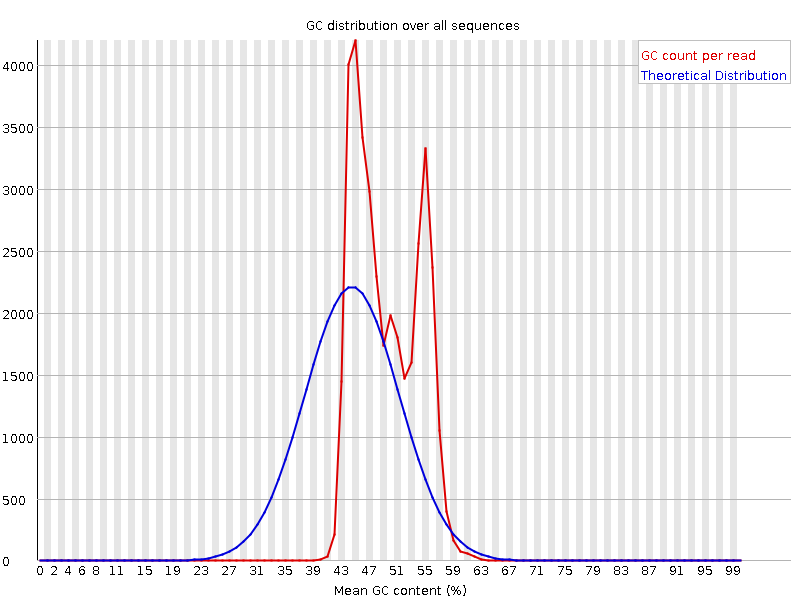 GC distribution over all sequences
GC count per read
Theoretical Distribution
4000
3500
3000
2500
2000
1500
1000
500
0
0 2 4 6 8 11 15 19 23 27 31 35 39 43 47 51 55 59 63 67 71 75 79 83 87 91 95 99
Mean GC content (%)